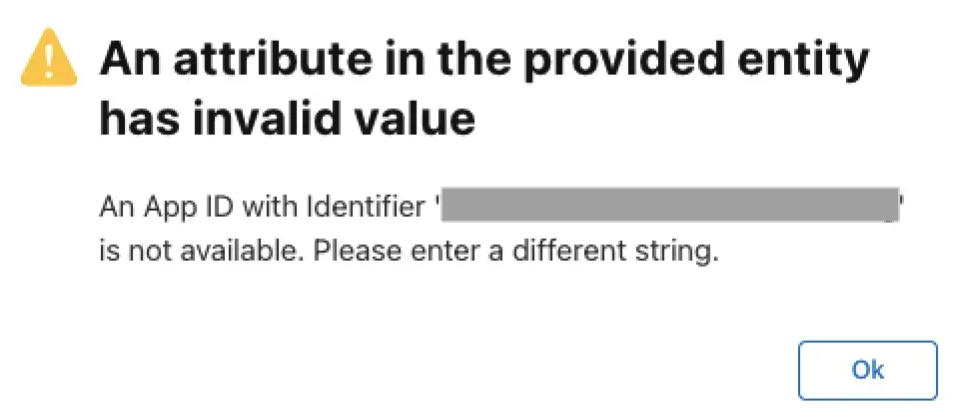 An attribute in the provided entity
has invalid value
An App ID with Identifier ' '
is not available. Please enter a different string.
Ok